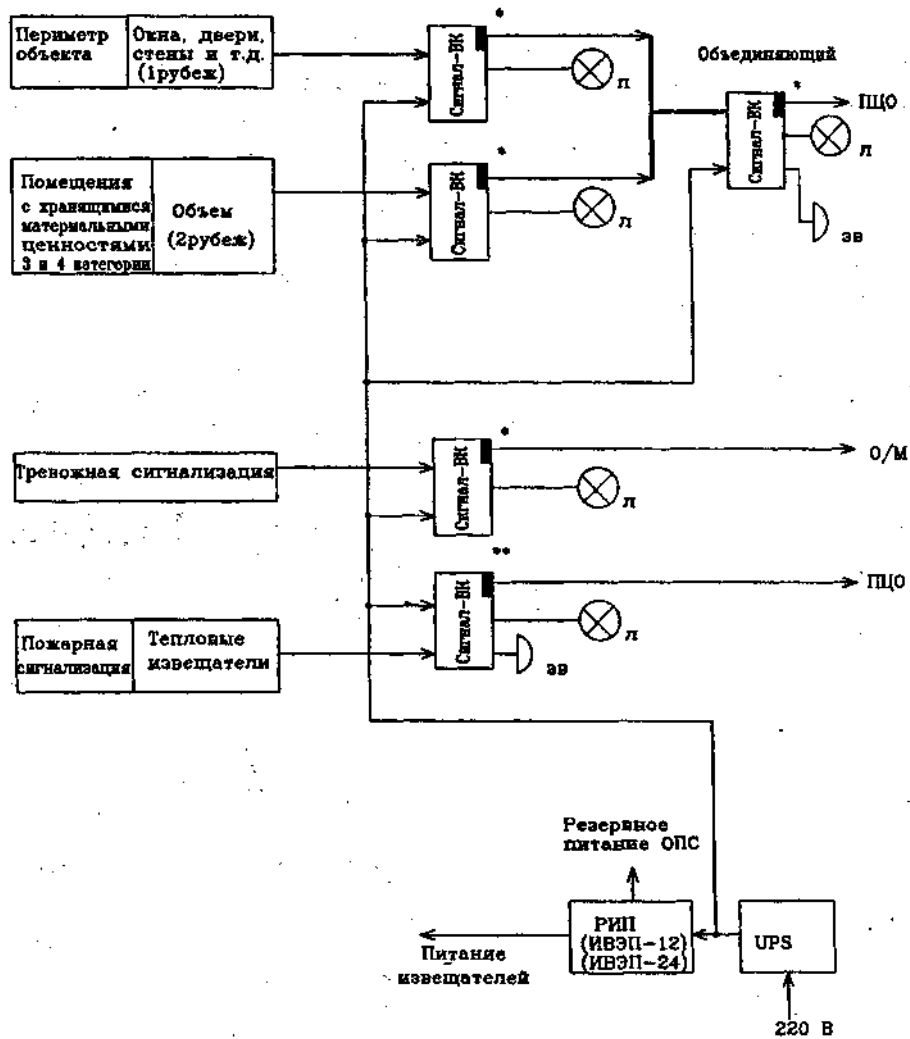 Периметр
объекта
Окна, двери,
стены и т.д.
(1рубеж)
*
Сигнал-ВК
П
Объединяющий
*
Сигнал-ВК
ПЦО
Л
ЗВ
Помещения
с хранящимися
материальными
ценностями
3 и 4 категории
Объем
(2рубеж)
*
Сигнал-ВК
Л
Тревожная сигнализация
*
Сигнал-ВК
О/М
Л
Пожарная
сигнализация
Тепловые
извещатели
**
Сигнал-ВК
ПЦО
Л
ЗВ
Резервное
питание ОПС
РИП
(ИВЭП-12)
(ИВЭП-24)
UPS
Питание
извещателей
220 В